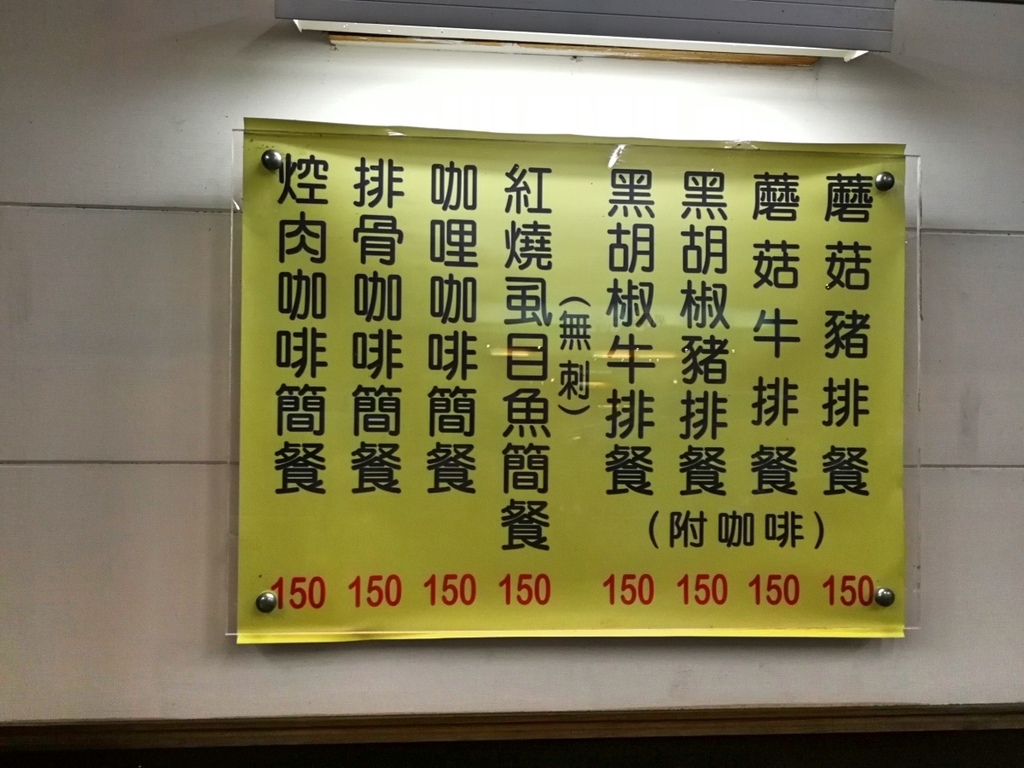 蘑菇豬排餐 150
蘑菇牛排餐 150
黑胡椒豬排餐 150
黑胡椒牛排餐 150
(附咖啡)
紅燒虱目魚簡餐 150
(無刺)
咖哩咖啡簡餐 150
排骨咖啡簡餐 150
焢肉咖啡簡餐 150